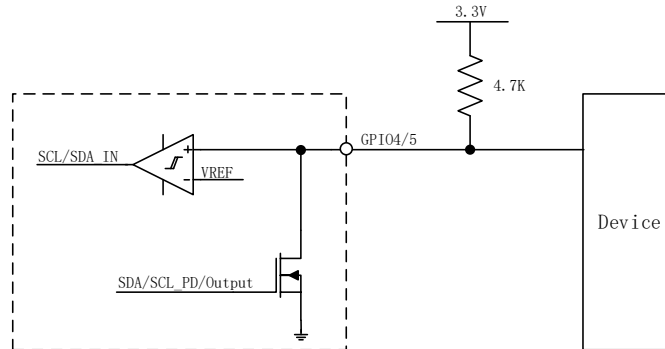 3.3V
4.7K
GPIO4/5
SCL/SDA_IN
+
VREF
-
Device
SDA/SCL_PD/Output